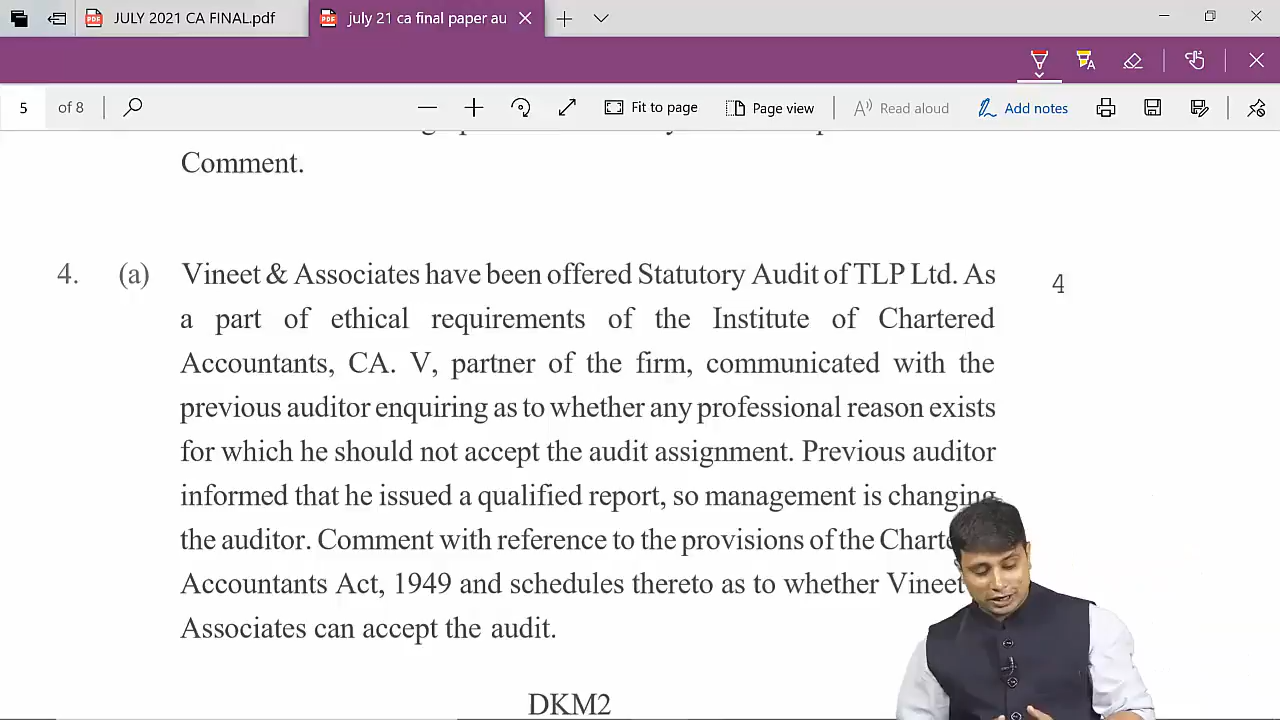 JULY 2021 CA FINAL.pdf
july 21 ca final paper au
5 of 8
Fit to page
Page view
Read aloud
Add notes
Comment.
4. (a) Vineet & Associates have been offered Statutory Audit of TLP Ltd. As 4
a part of ethical requirements of the Institute of Chartered
Accountants, CA. V, partner of the firm, communicated with the
previous auditor enquiring as to whether any professional reason exists
for which he should not accept the audit assignment. Previous auditor
informed that he issued a qualified report, so management is changing
the auditor. Comment with reference to the provisions of the Charte
Accountants Act, 1949 and schedules thereto as to whether Vineet
Associates can accept the audit.
DKM2